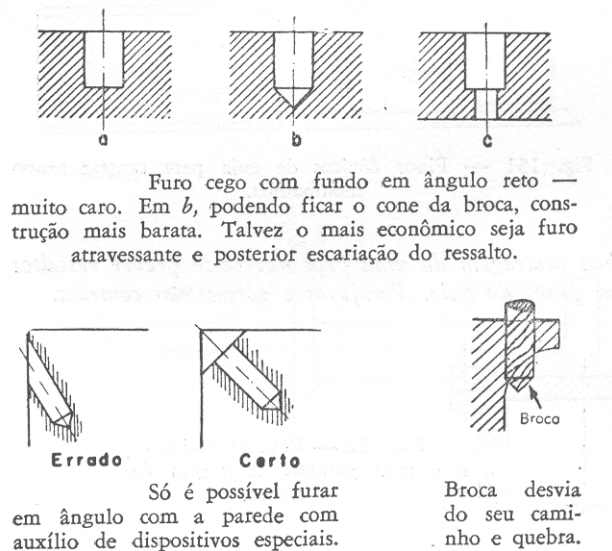 a b c
Furo cego com fundo em ângulo reto —
muito caro. Em b, podendo ficar o cone da broca, cons-
trução mais barata. Talvez o mais econômico seja furo
atravessante e posterior escariação do ressalto.
Errado Certo
Broca
Só é possível furar
em ângulo com a parede com
auxílio de dispositivos especiais.
Broca desvia
do seu cami-
nho e quebra.